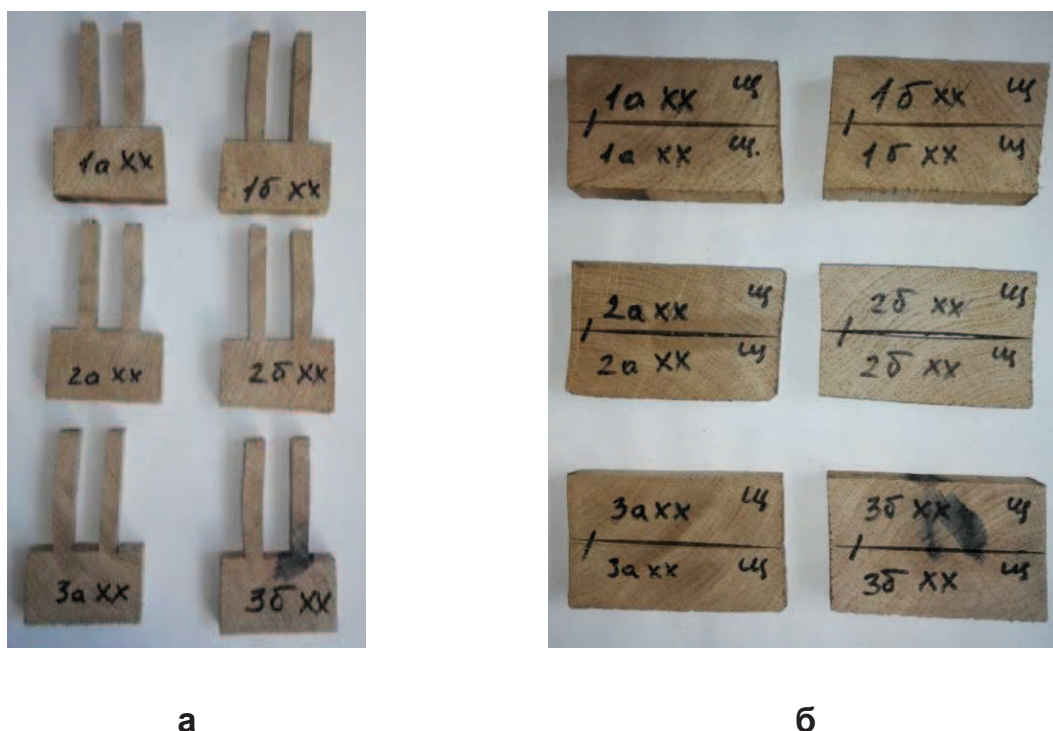 1а хх
1б хх
2а хх
2б хх
3а хх
3б хх
1а хх щ
1а хх щ.
1б хх щ
1б хх щ
2а хх щ
2а хх щ
2б хх щ
2б хх щ
3а хх щ
3а хх щ
3б хх щ
3б хх щ
а
б